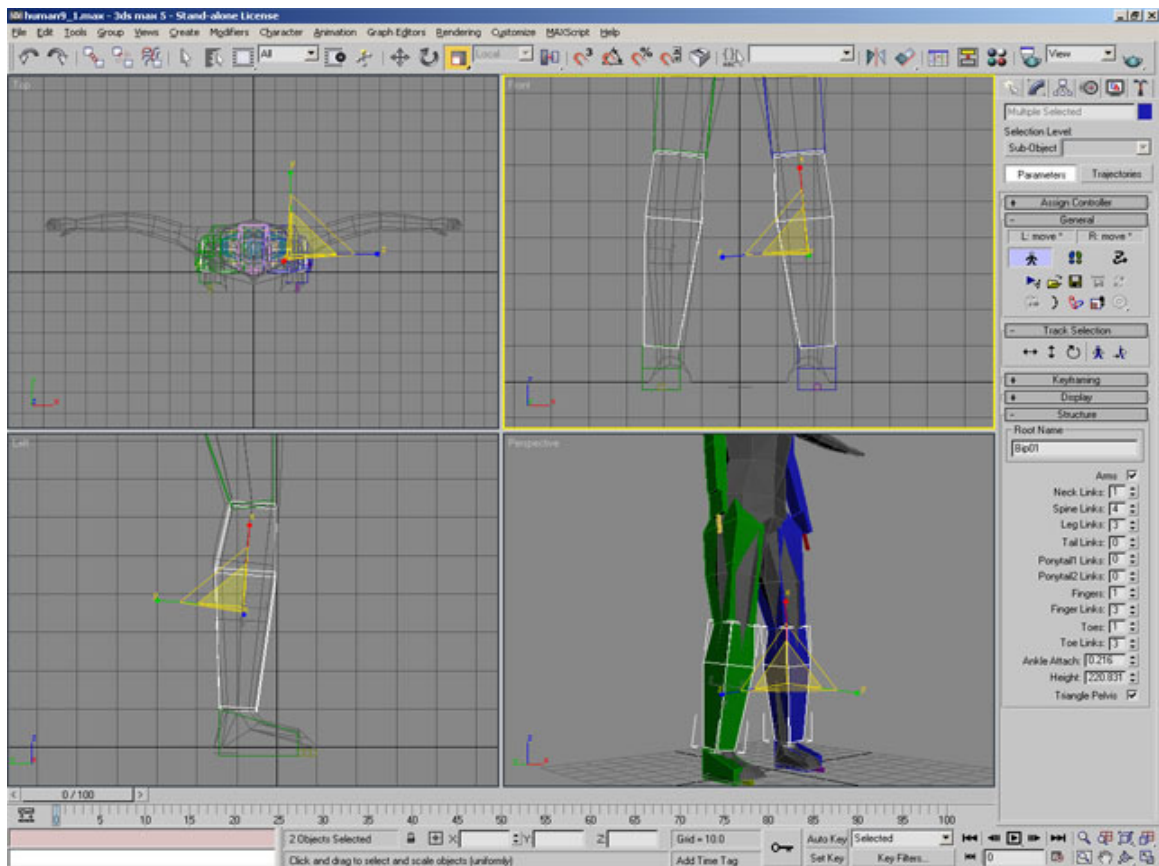 human9_1.max - 3ds max 5 - Stand-alone License
File Edit Tools Group Views Create Modifiers Character Animation Graph Editors Rendering Customize MAXScript Help
All Local View
Top
Front
Left
Perspective
Multiple Selected
Selection Level:
Sub-Object
Parameters Trajectories
+ Assign Controller
- General
L: move * R: move *
- Track Selection
+ Keyframing
+ Display
- Structure
Root Name
Bip01
Arms
Neck Links: 1
Spine Links: 4
Leg Links: 3
Tail Links: 0
Ponytail1 Links: 0
Ponytail2 Links: 0
Fingers: 1
Finger Links: 3
Toes: 1
Toe Links: 3
Ankle Attach: 0.216
Height: 220.831
Triangle Pelvis
< 0 / 100 >
0 5 10 15 20 25 30 35 40 45 50 55 60 65 70 75 80 85 90 95 100
2 Objects Selected X: Y: Z: Grid = 10.0 Auto Key Selected
Click and drag to select and scale objects (uniformly) Add Time Tag Set Key Key Filters... 0